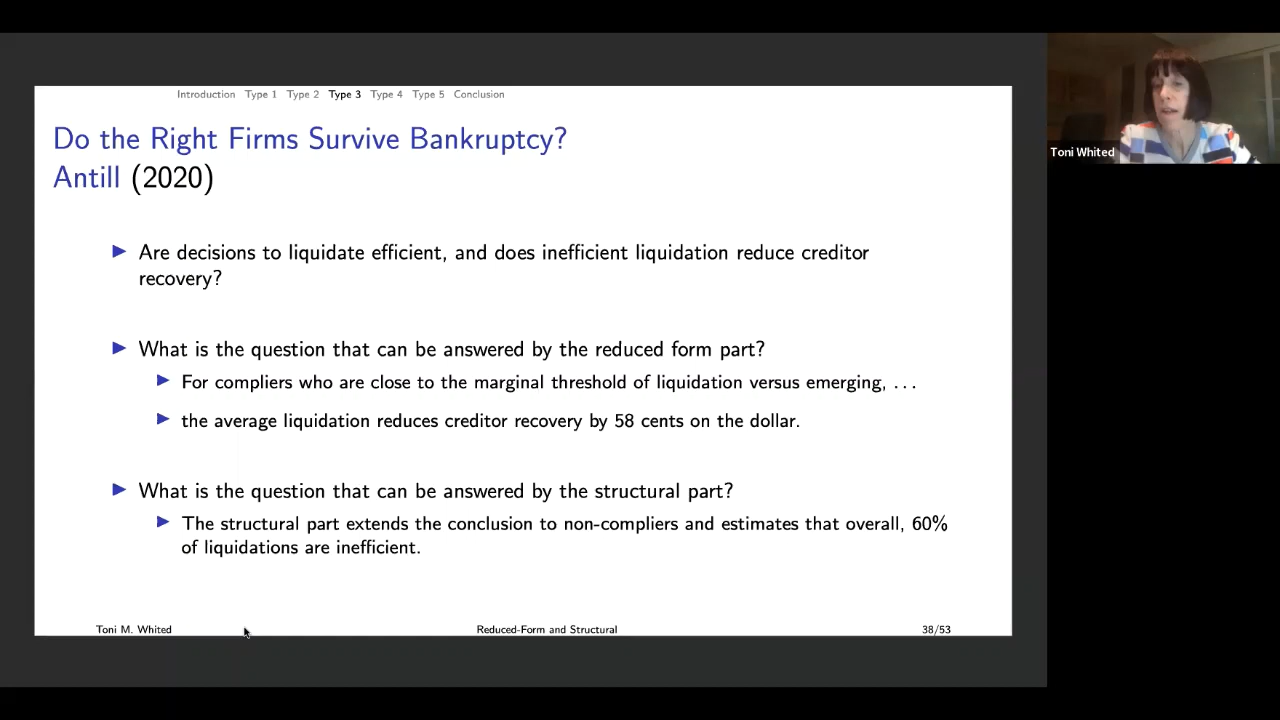 Introduction Type 1 Type 2 Type 3 Type 4 Type 5 Conclusion
Do the Right Firms Survive Bankruptcy?
Antill (2020)
Are decisions to liquidate efficient, and does inefficient liquidation reduce creditor
recovery?
What is the question that can be answered by the reduced form part?
For compliers who are close to the marginal threshold of liquidation versus emerging, . . .
the average liquidation reduces creditor recovery by 58 cents on the dollar.
What is the question that can be answered by the structural part?
The structural part extends the conclusion to non-compliers and estimates that overall, 60%
of liquidations are inefficient.
Toni M. Whited Reduced-Form and Structural 38/53
Toni Whited